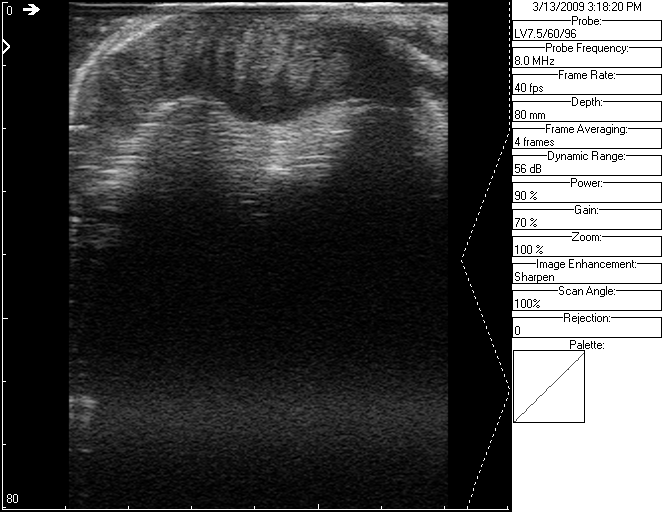 0
80
3/13/2009 3:18:20 PM
Probe:
LV7.5/60/96
Probe Frequency:
8.0 MHz
Frame Rate:
40 fps
Depth:
80 mm
Frame Averaging:
4 frames
Dynamic Range:
56 dB
Power:
90 %
Gain:
70 %
Zoom:
100 %
Image Enhancement:
Sharpen
Scan Angle:
100%
Rejection:
0
Palette: